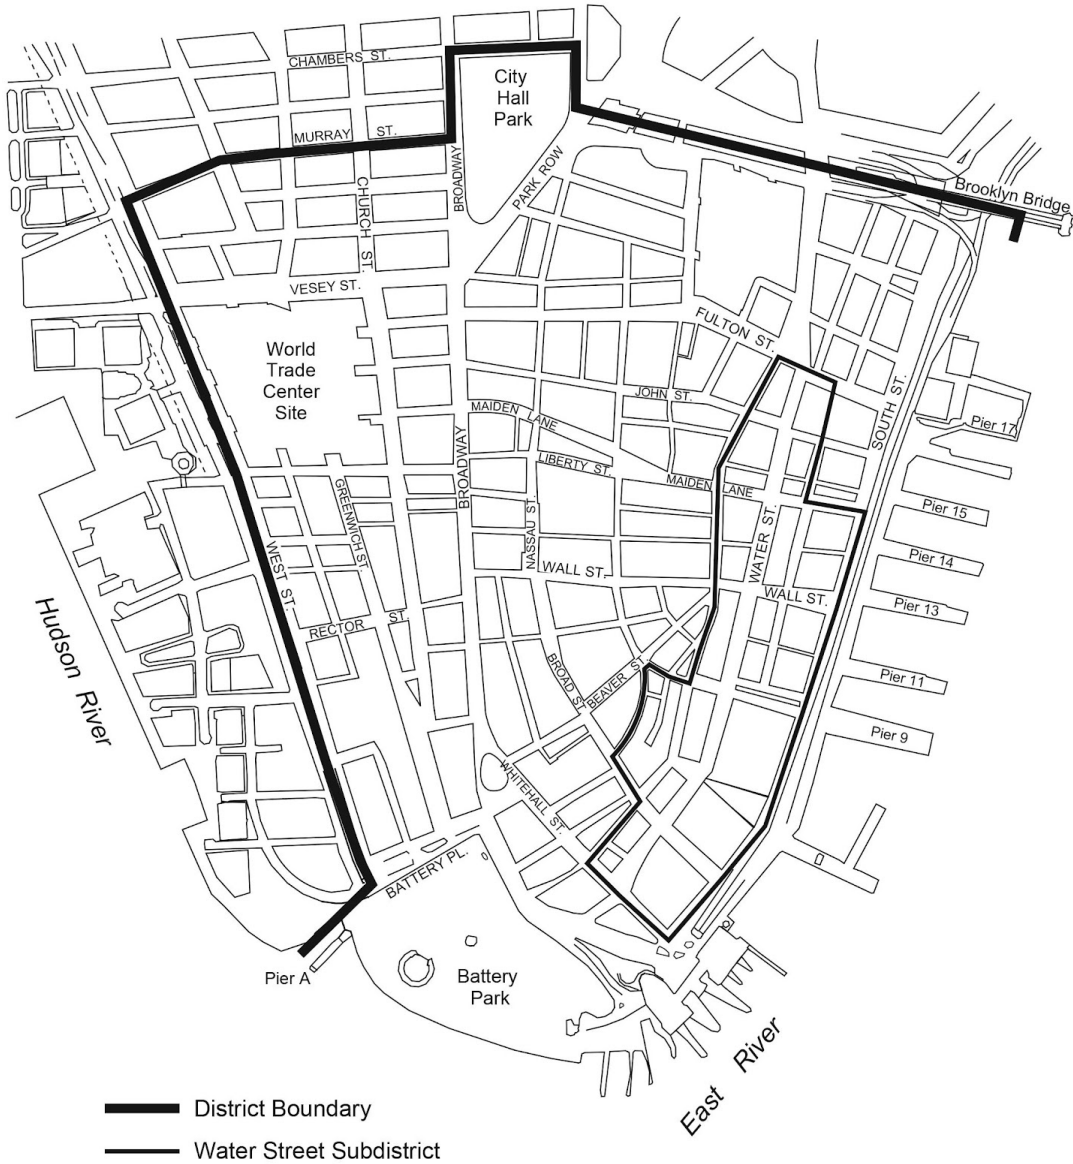 CHAMBERS ST.
City
Hall
Park
MURRAY ST.
BROADWAY
PARK ROW
CHURCH ST.
Brooklyn Bridge
VESEY ST.
FULTON ST.
World
Trade
Center
Site
JOHN ST.
MAIDEN LANE
SOUTH ST.
Pier 17
BROADWAY
LIBERTY ST.
MAIDEN LANE
GREENWICH ST.
NASSAU ST.
WATER ST.
Pier 15
WEST ST.
WALL ST.
WALL ST.
Pier 14
Pier 13
RECTOR ST.
Hudson River
BROAD ST.
BEAVER ST.
Pier 11
Pier 9
WHITEHALL ST.
BATTERY PL.
Pier A
Battery
Park
East River
District Boundary
Water Street Subdistrict